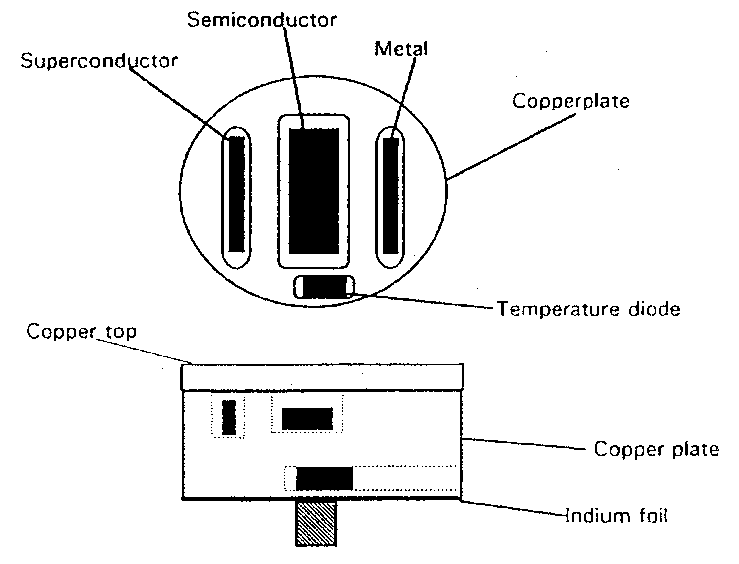 Semiconductor
Superconductor
Metal
Copperplate
Temperature diode
Copper top
Copper plate
Indium foil